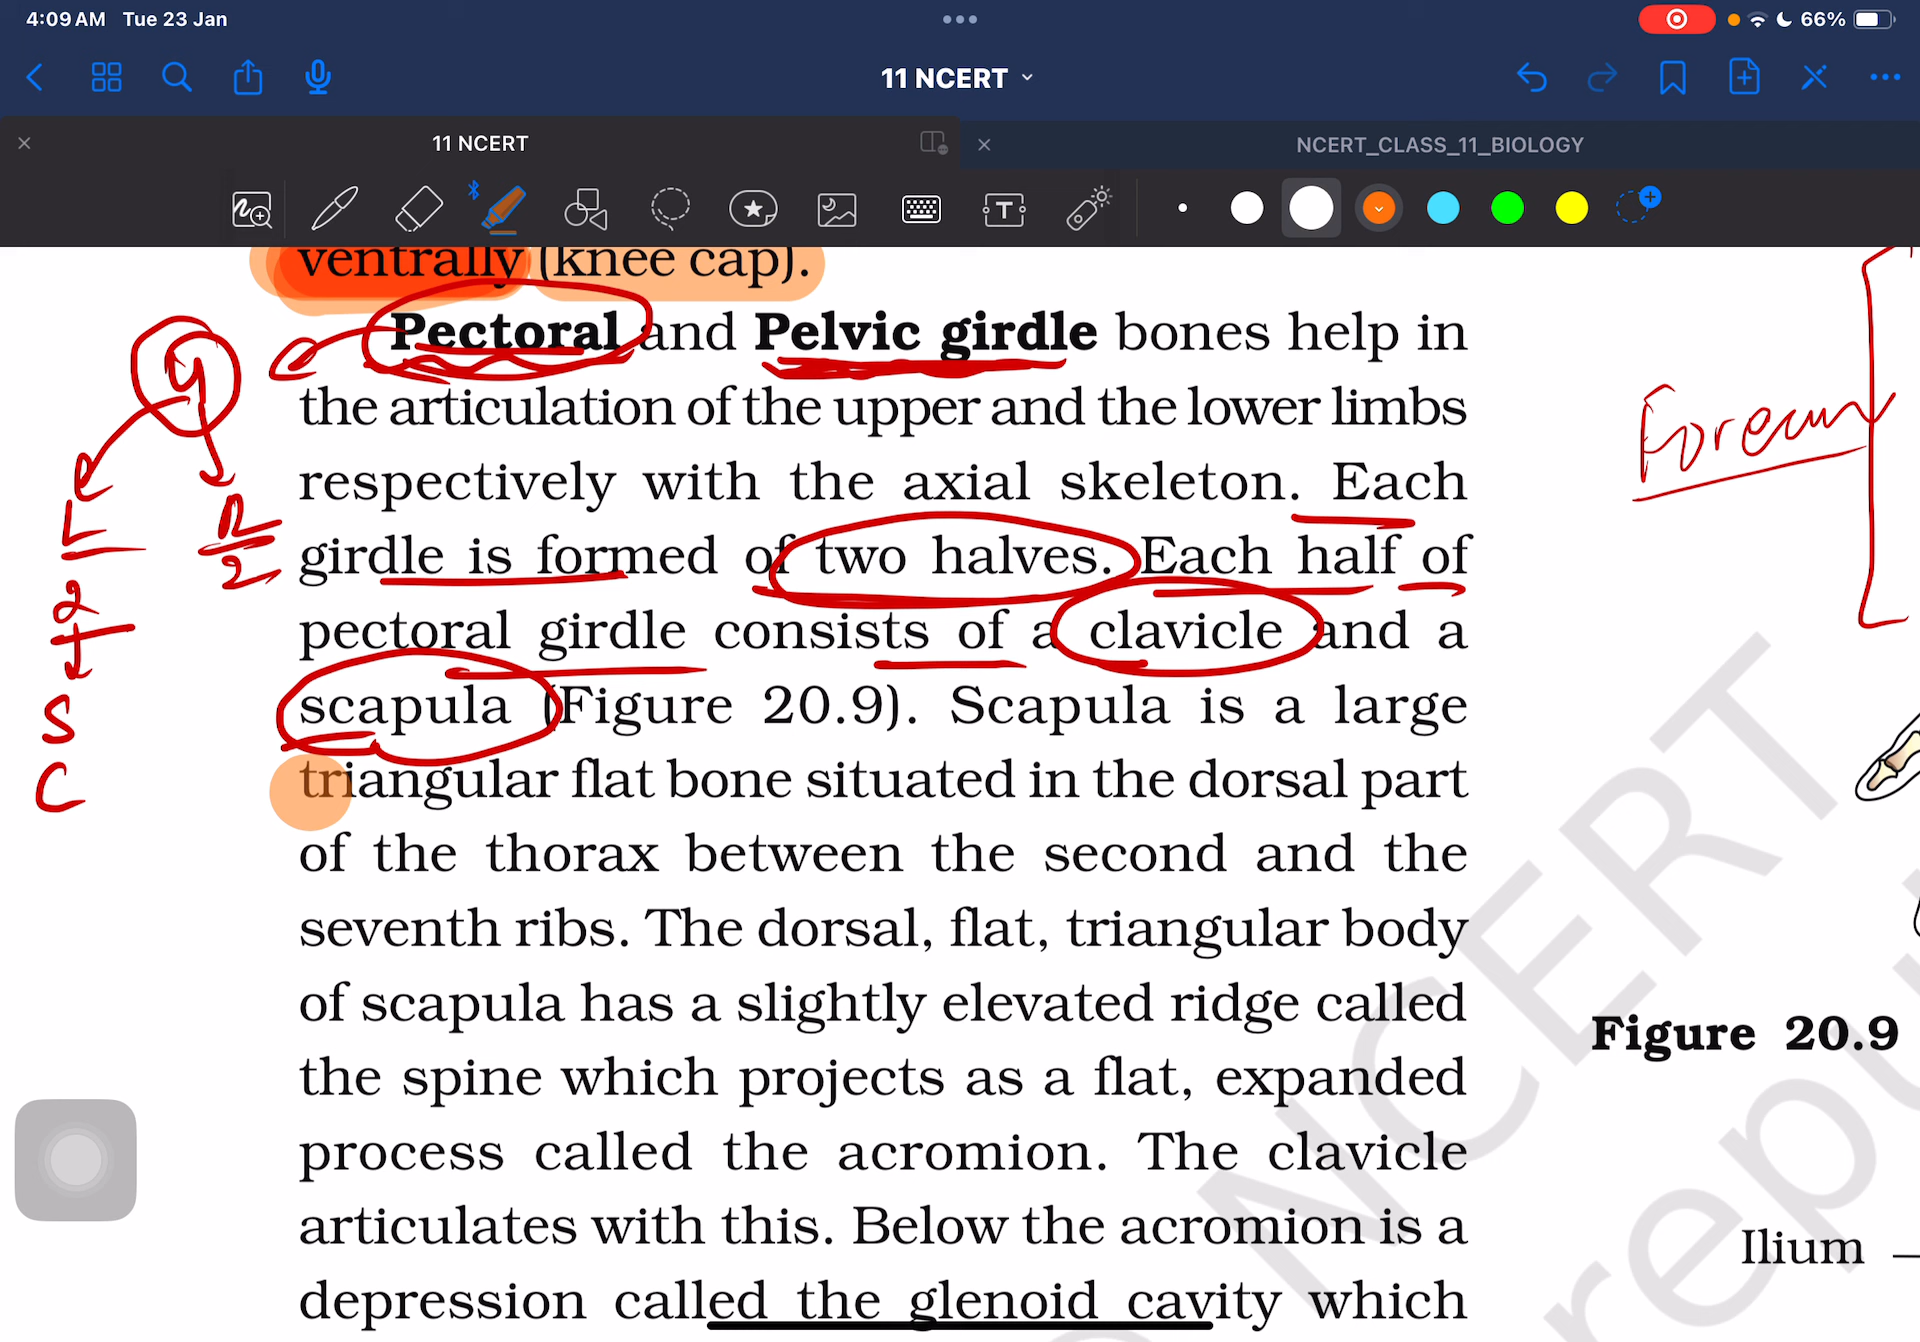 4:09 AM Tue 23 Jan
66%
11 NCERT
11 NCERT
NCERT_CLASS_11_BIOLOGY
T
ventrally (knee cap).
Pectoral and Pelvic girdle bones help in
the articulation of the upper and the lower limbs
respectively with the axial skeleton. Each
girdle is formed of two halves. Each half of
pectoral girdle consists of a clavicle and a
scapula (Figure 20.9). Scapula is a large
triangular flat bone situated in the dorsal part
of the thorax between the second and the
seventh ribs. The dorsal, flat, triangular body
of scapula has a slightly elevated ridge called
the spine which projects as a flat, expanded
process called the acromion. The clavicle
articulates with this. Below the acromion is a
depression called the glenoid cavity which
L
R
2
2
S
C
Forearm
Figure 20.9
Ilium
NCERT
repu